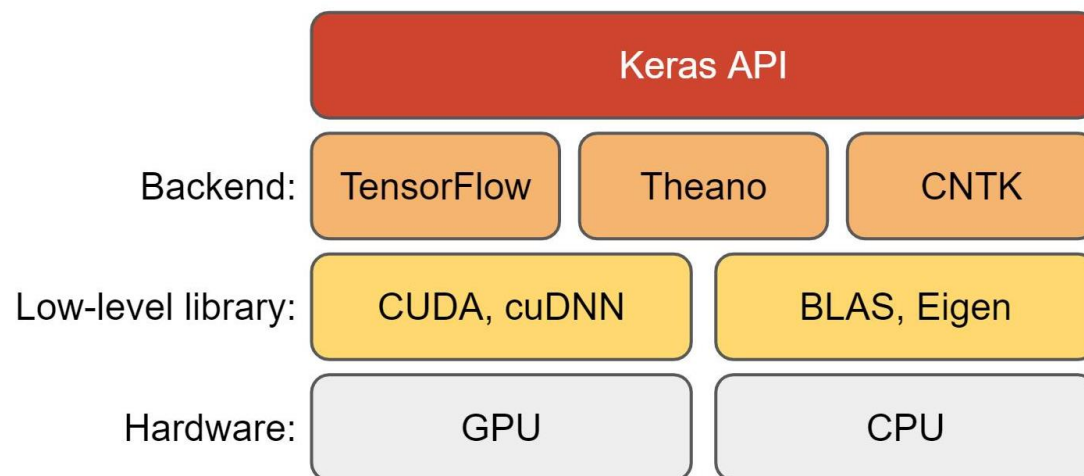 Keras API
Backend: TensorFlow Theano CNTK
Low-level library: CUDA, cuDNN BLAS, Eigen
Hardware: GPU CPU